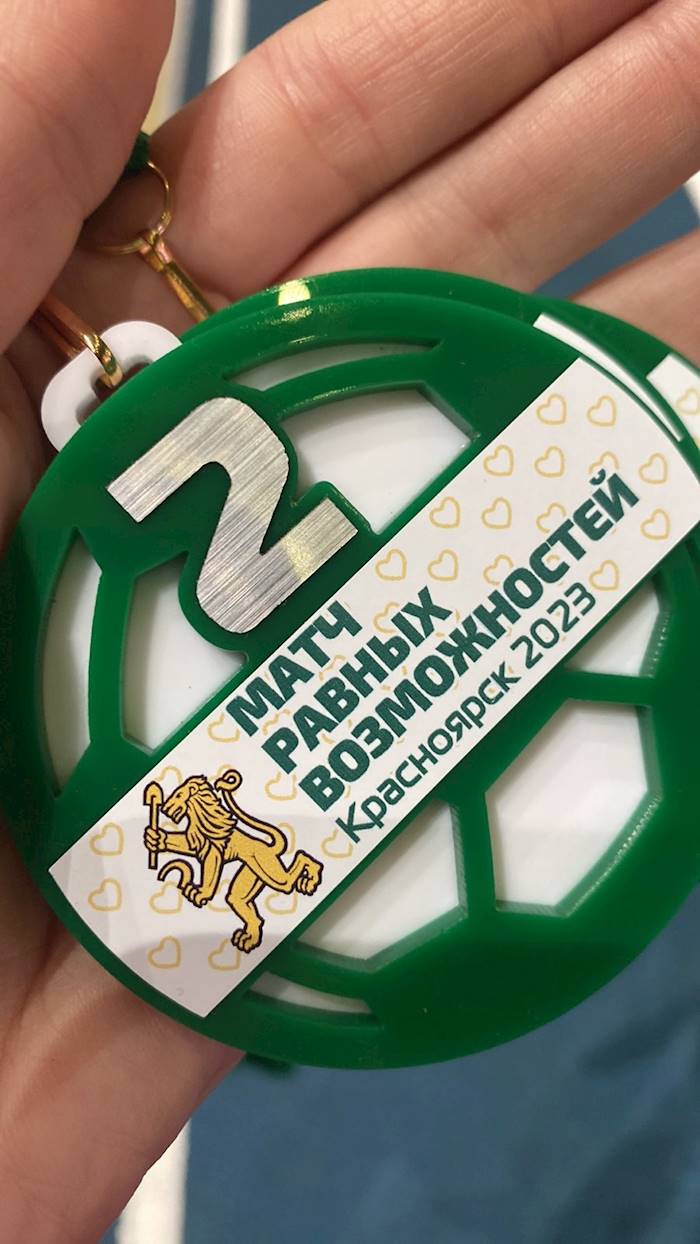 2
МАТЧ
РАВНЫХ
ВОЗМОЖНОСТЕЙ
Красноярск 2023